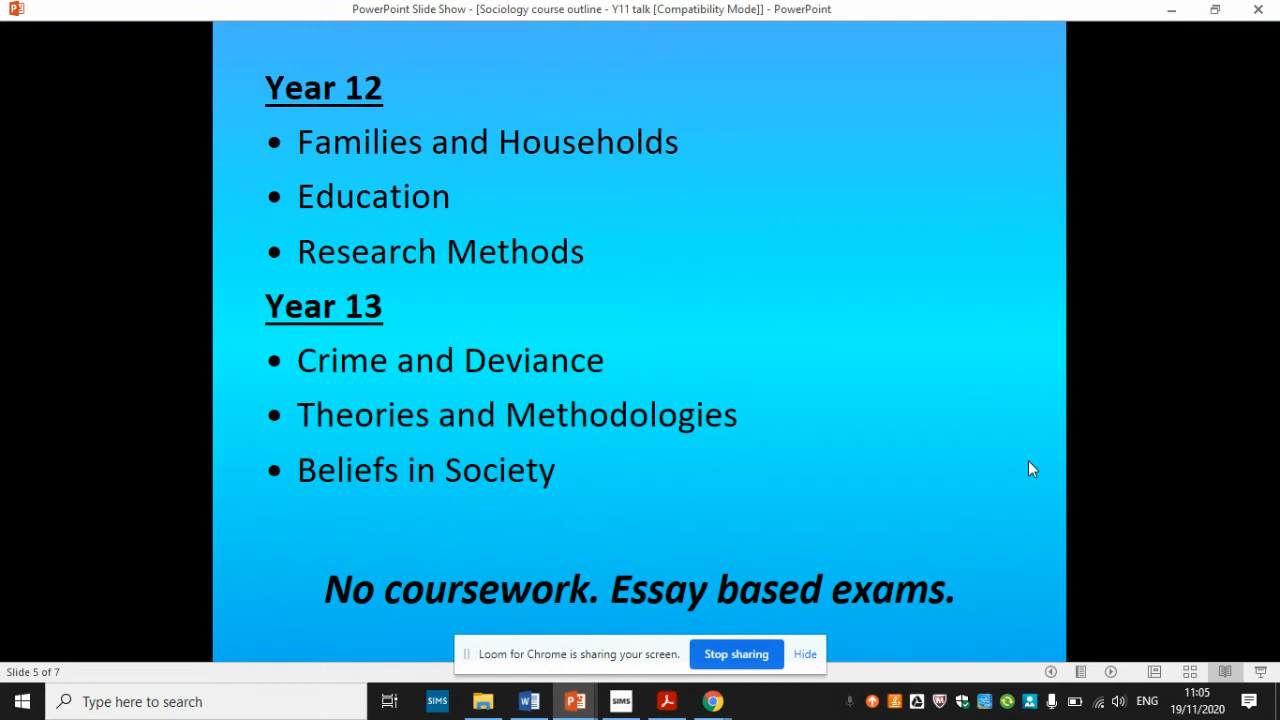 PowerPoint Slide Show - [Sociology course outline - Y11 talk [Compatibility Mode]] - PowerPoint
Year 12
• Families and Households
• Education
• Research Methods
Year 13
• Crime and Deviance
• Theories and Methodologies
• Beliefs in Society
No coursework. Essay based exams.
Loom for Chrome is sharing your screen. Stop sharing Hide
Slide 5 of 7
Type here to search
SIMS
SIMS
ENG
11:05
19/11/2020